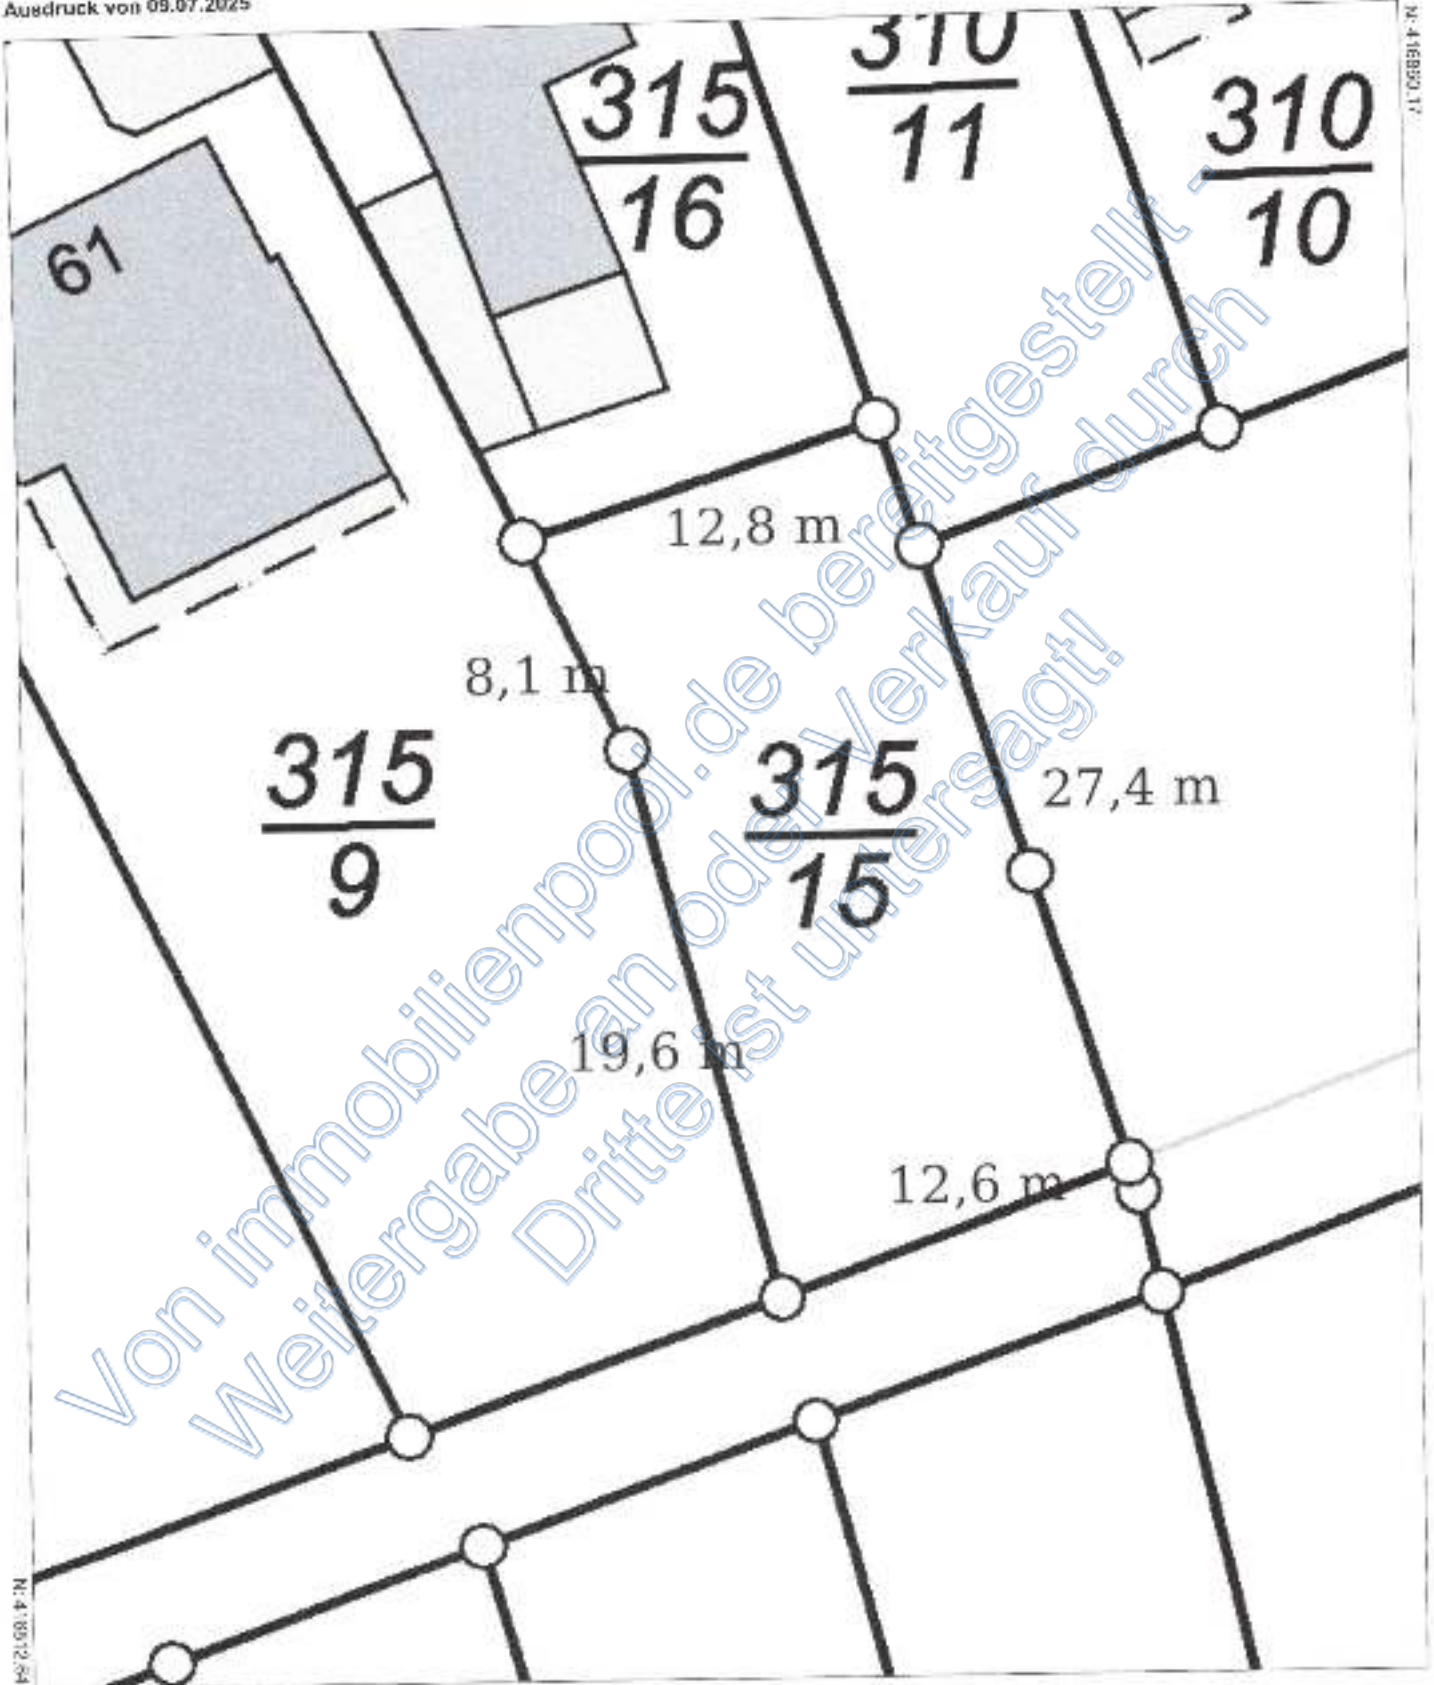 Ausdruck von 09.07.2025
310
11
315
16
310
10
61
12,8 m
8,1 m
315
9
315
15
27,4 m
19,6 m
12,6 m
Von immobilienpool.de bereitgestellt -
Weitergabe an oder Verkauf durch
Dritte ist untersagt!